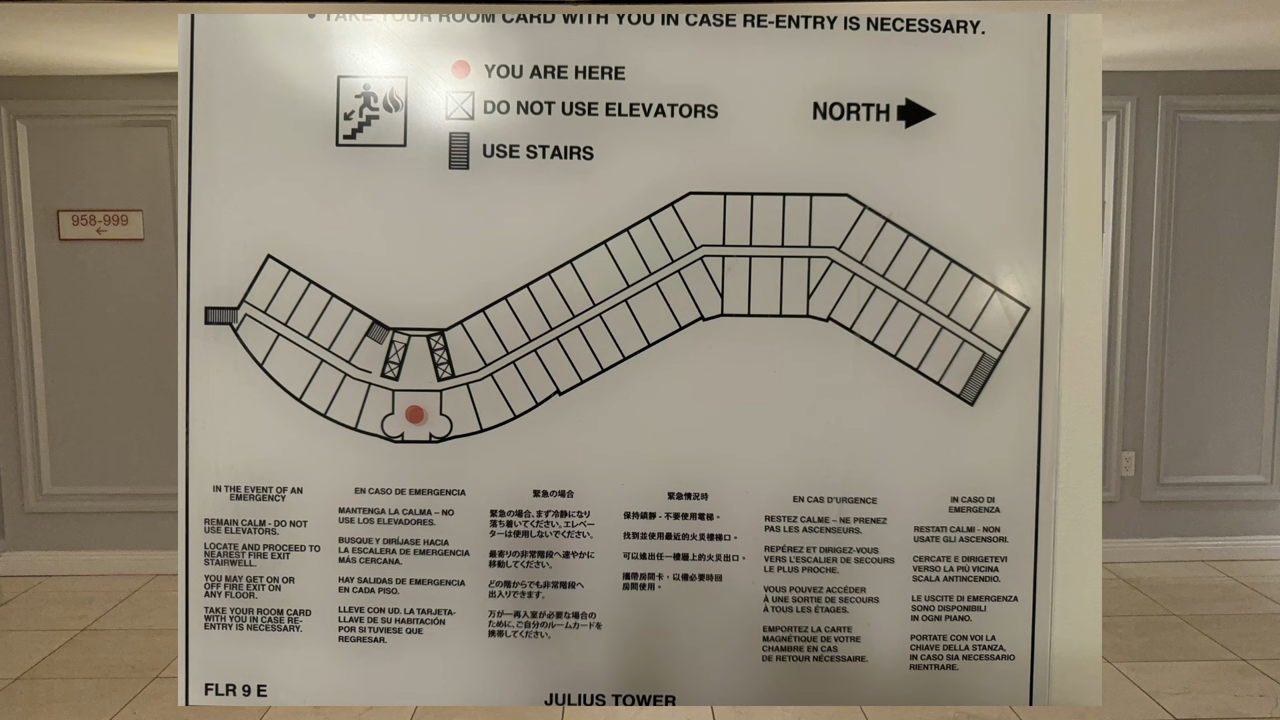 • TAKE YOUR ROOM CARD WITH YOU IN CASE RE-ENTRY IS NECESSARY.
YOU ARE HERE
DO NOT USE ELEVATORS
NORTH
USE STAIRS
958-999
←
IN THE EVENT OF AN
EMERGENCY
REMAIN CALM - DO NOT
USE ELEVATORS.
LOCATE AND PROCEED TO
NEAREST FIRE EXIT
STAIRWELL.
YOU MAY GET ON OR
OFF FIRE EXIT ON
ANY FLOOR.
TAKE YOUR ROOM CARD
WITH YOU IN CASE RE-
ENTRY IS NECESSARY.
EN CASO DE EMERGENCIA
MANTENGA LA CALMA – NO
USE LOS ELEVADORES.
BUSQUE Y DIRÍJASE HACIA
LA ESCALERA DE EMERGENCIA
MÁS CERCANA.
HAY SALIDAS DE EMERGENCIA
EN CADA PISO.
LLEVE CON UD. LA TARJETA-
LLAVE DE SU HABITACIÓN
POR SI TUVIESE QUE
REGRESAR.
緊急の場合
緊急の場合、まず冷静になり
落ち着いてください。エレベー
ターは使用しないでください。
最寄りの非常階段へ速やかに
移動してください。
どの階からでも非常階段へ
出入りできます。
万が一再入室が必要な場合の
ために、ご自分のルームカードを
携帯してください。
緊急情況時
保持鎮靜 - 不要使用電梯。
找到並使用最近的火災樓梯口。
可以進出任一樓層上的火災出口。
攜帶房間卡，以備必要時回
房間使用。
EN CAS D'URGENCE
RESTEZ CALME – NE PRENEZ
PAS LES ASCENSEURS.
REPÉREZ ET DIRIGEZ-VOUS
VERS L'ESCALIER DE SECOURS
LE PLUS PROCHE.
VOUS POUVEZ ACCÉDER
À UNE SORTIE DE SECOURS
À TOUS LES ÉTAGES.
EMPORTEZ LA CARTE
MAGNÉTIQUE DE VOTRE
CHAMBRE EN CAS
DE RETOUR NÉCESSAIRE.
IN CASO DI
EMERGENZA
RESTATI CALMI - NON
USATE GLI ASCENSORI.
CERCATE E DIRIGETEVI
VERSO LA PIÙ VICINA
SCALA ANTINCENDIO.
LE USCITE DI EMERGENZA
SONO DISPONIBILI
IN OGNI PIANO.
PORTATE CON VOI LA
CHIAVE DELLA STANZA,
IN CASO SIA NECESSARIO
RIENTRARE.
FLR 9 E
JULIUS TOWER